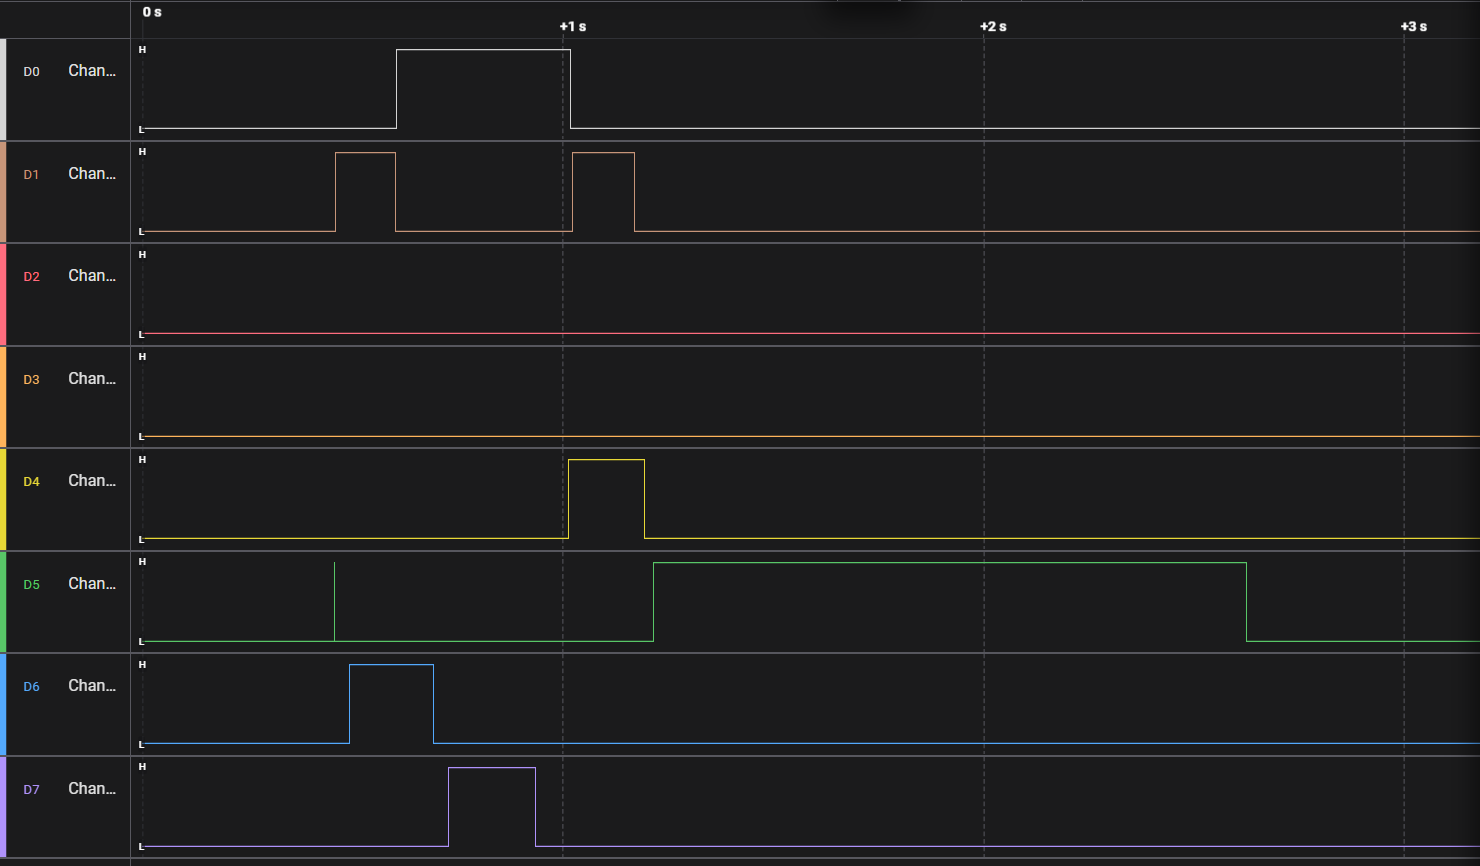 0 s
+1 s
+2 s
+3 s
H
D0 Chan...
L
H
D1 Chan...
L
H
D2 Chan...
L
H
D3 Chan...
L
H
D4 Chan...
L
H
D5 Chan...
L
H
D6 Chan...
L
H
D7 Chan...
L